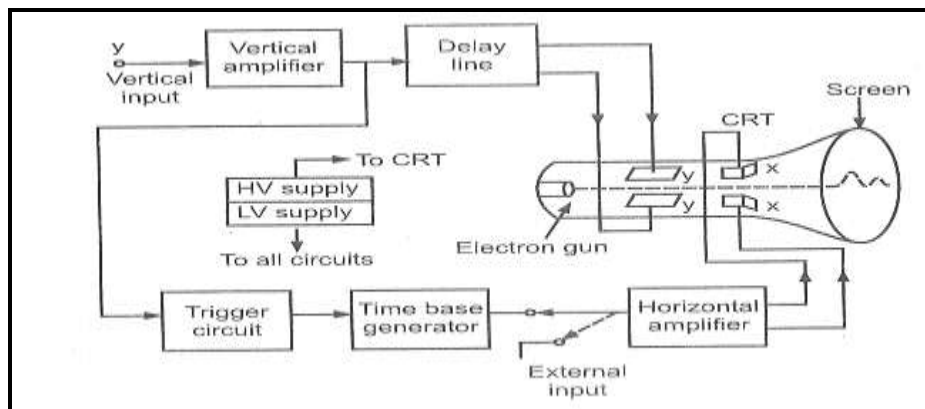 y
Vertical
input
Vertical
amplifier
Delay
line
Screen
CRT
To CRT
HV supply
LV supply
To all circuits
y
y
x
x
Electron gun
Trigger
circuit
Time base
generator
Horizontal
amplifier
External
input